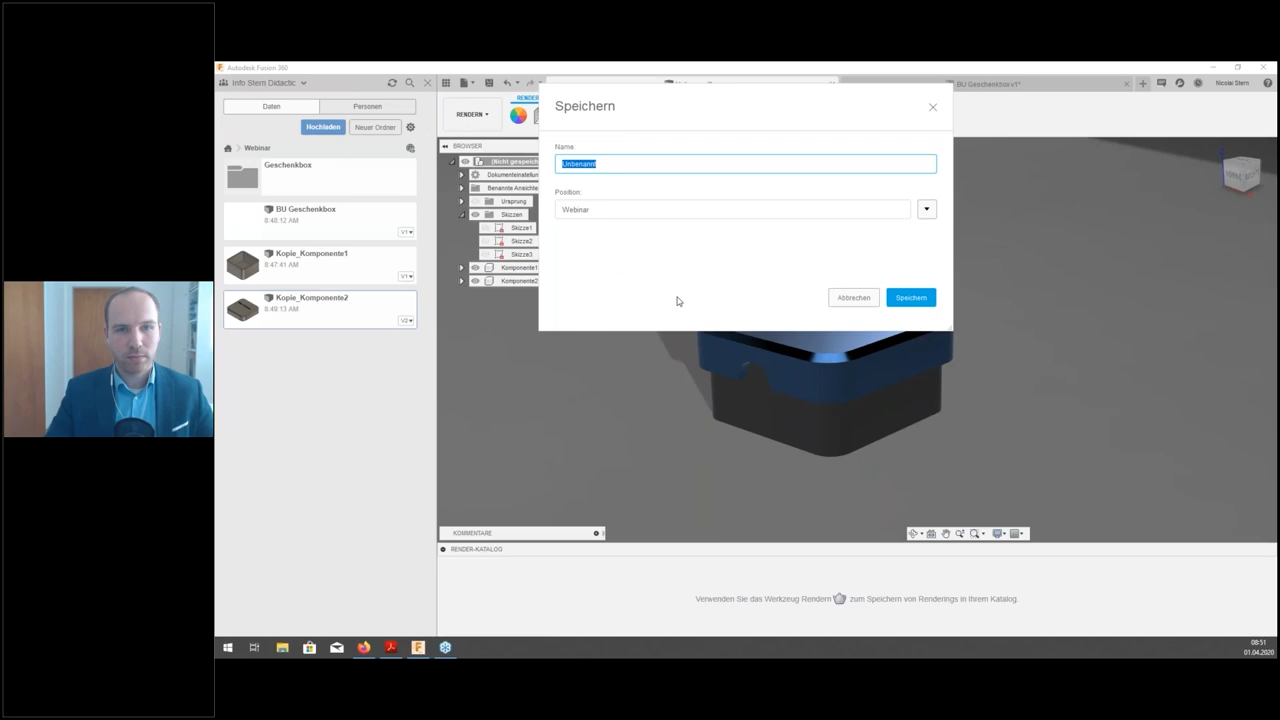 Autodesk Fusion 360
Info Stern Didactic
Nicolai Stern
BU Geschenkbox v1*
Daten
Personen
Hochladen
Neuer Ordner
Webinar
Geschenkbox
BU Geschenkbox
8:48:12 AM
V1
Kopie_Komponente1
8:47:41 AM
V1
Kopie_Komponente2
8:49:13 AM
V2
RENDERN
BROWSER
(Nicht gespeich
Dokumenteinstellun
Benannte Ansichte
Ursprung
Skizzen
Skizze1
Skizze2
Skizze3
Komponente1
Komponente2
Speichern
Name:
Unbenannt
Position:
Webinar
Abbrechen
Speichern
KOMMENTARE
RENDER-KATALOG
Verwenden Sie das Werkzeug Rendern zum Speichern von Renderings in Ihrem Katalog.
08:51
01.04.2020